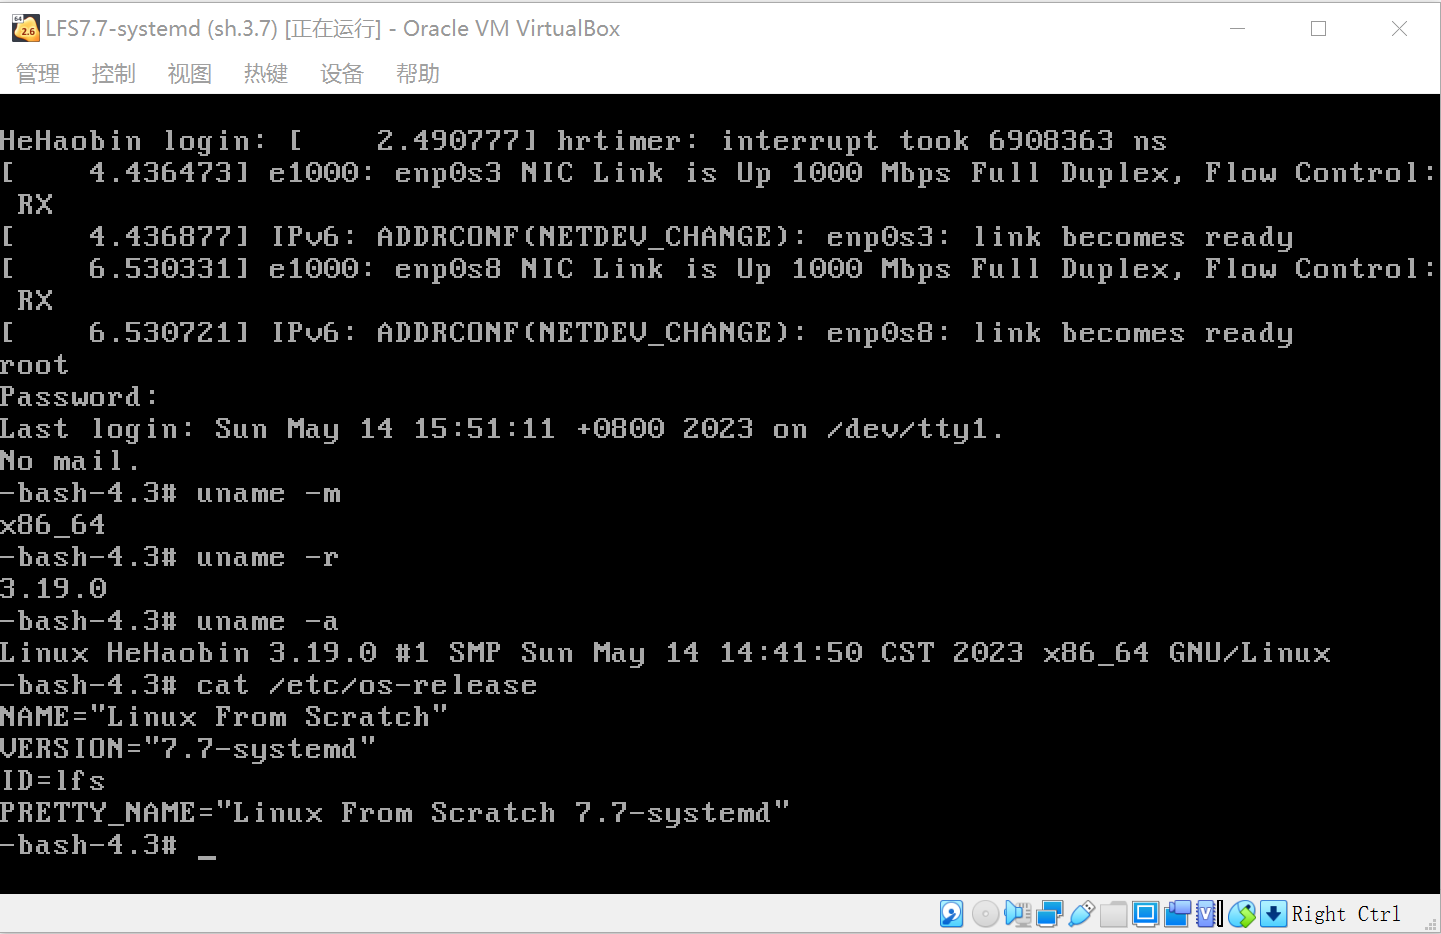 LFS7.7-systemd (sh.3.7) [正在运行] - Oracle VM VirtualBox
管理 控制 视图 热键 设备 帮助
HeHaobin login: [    2.490777] hrtimer: interrupt took 6908363 ns
[    4.436473] e1000: enp0s3 NIC Link is Up 1000 Mbps Full Duplex, Flow Control:
 RX
[    4.436877] IPv6: ADDRCONF(NETDEV_CHANGE): enp0s3: link becomes ready
[    6.530331] e1000: enp0s8 NIC Link is Up 1000 Mbps Full Duplex, Flow Control:
 RX
[    6.530721] IPv6: ADDRCONF(NETDEV_CHANGE): enp0s8: link becomes ready
root
Password:
Last login: Sun May 14 15:51:11 +0800 2023 on /dev/tty1.
No mail.
-bash-4.3# uname -m
x86_64
-bash-4.3# uname -r
3.19.0
-bash-4.3# uname -a
Linux HeHaobin 3.19.0 #1 SMP Sun May 14 14:41:50 CST 2023 x86_64 GNU/Linux
-bash-4.3# cat /etc/os-release
NAME="Linux From Scratch"
VERSION="7.7-systemd"
ID=lfs
PRETTY_NAME="Linux From Scratch 7.7-systemd"
-bash-4.3# _
Right Ctrl